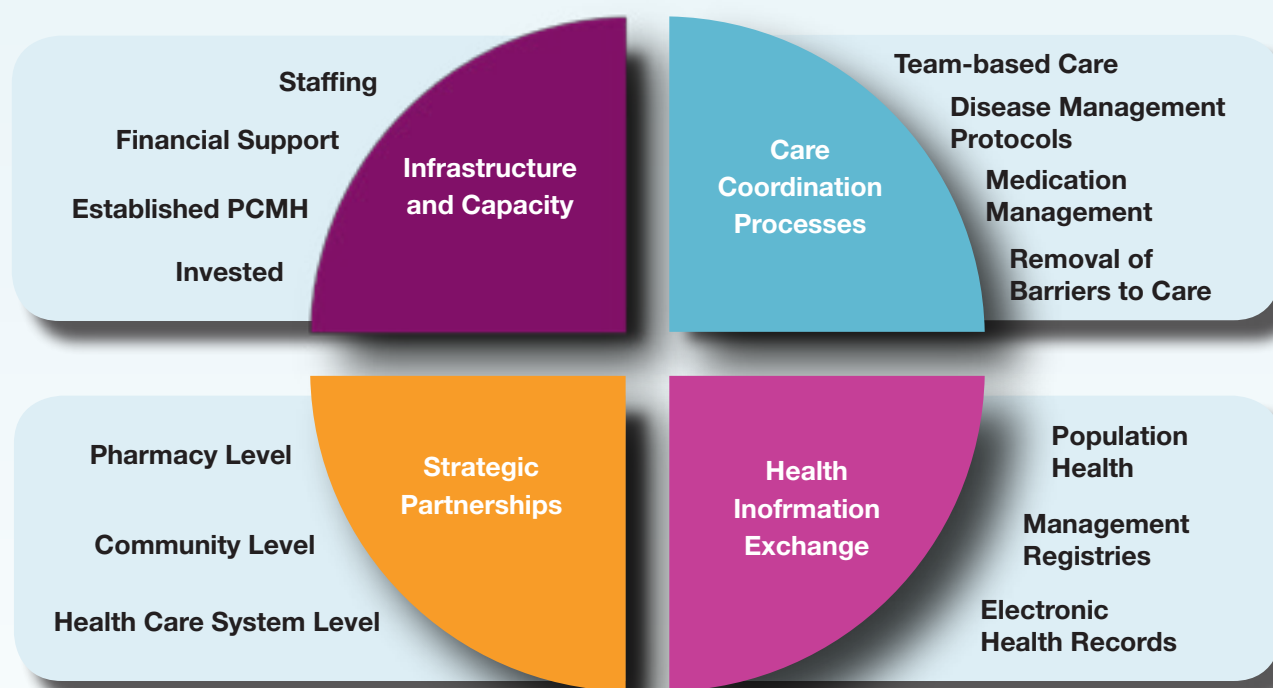 Staffing
Financial Support
Established PCMH
Invested
Infrastructure
and Capacity
Care
Coordination
Processes
Team-based Care
Disease Management
Protocols
Medication
Management
Removal of
Barriers to Care
Pharmacy Level
Community Level
Health Care System Level
Strategic
Partnerships
Health
Inofrmation
Exchange
Population
Health
Management
Registries
Electronic
Health Records